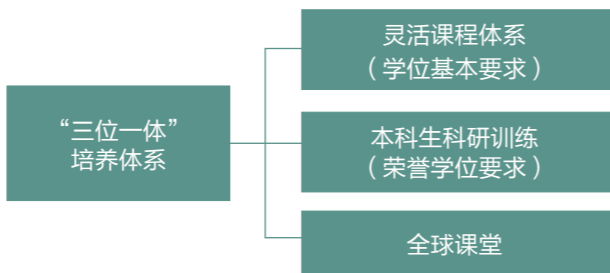 “三位一体”
培养体系
灵活课程体系
（学位基本要求）
本科生科研训练
（荣誉学位要求）
全球课堂